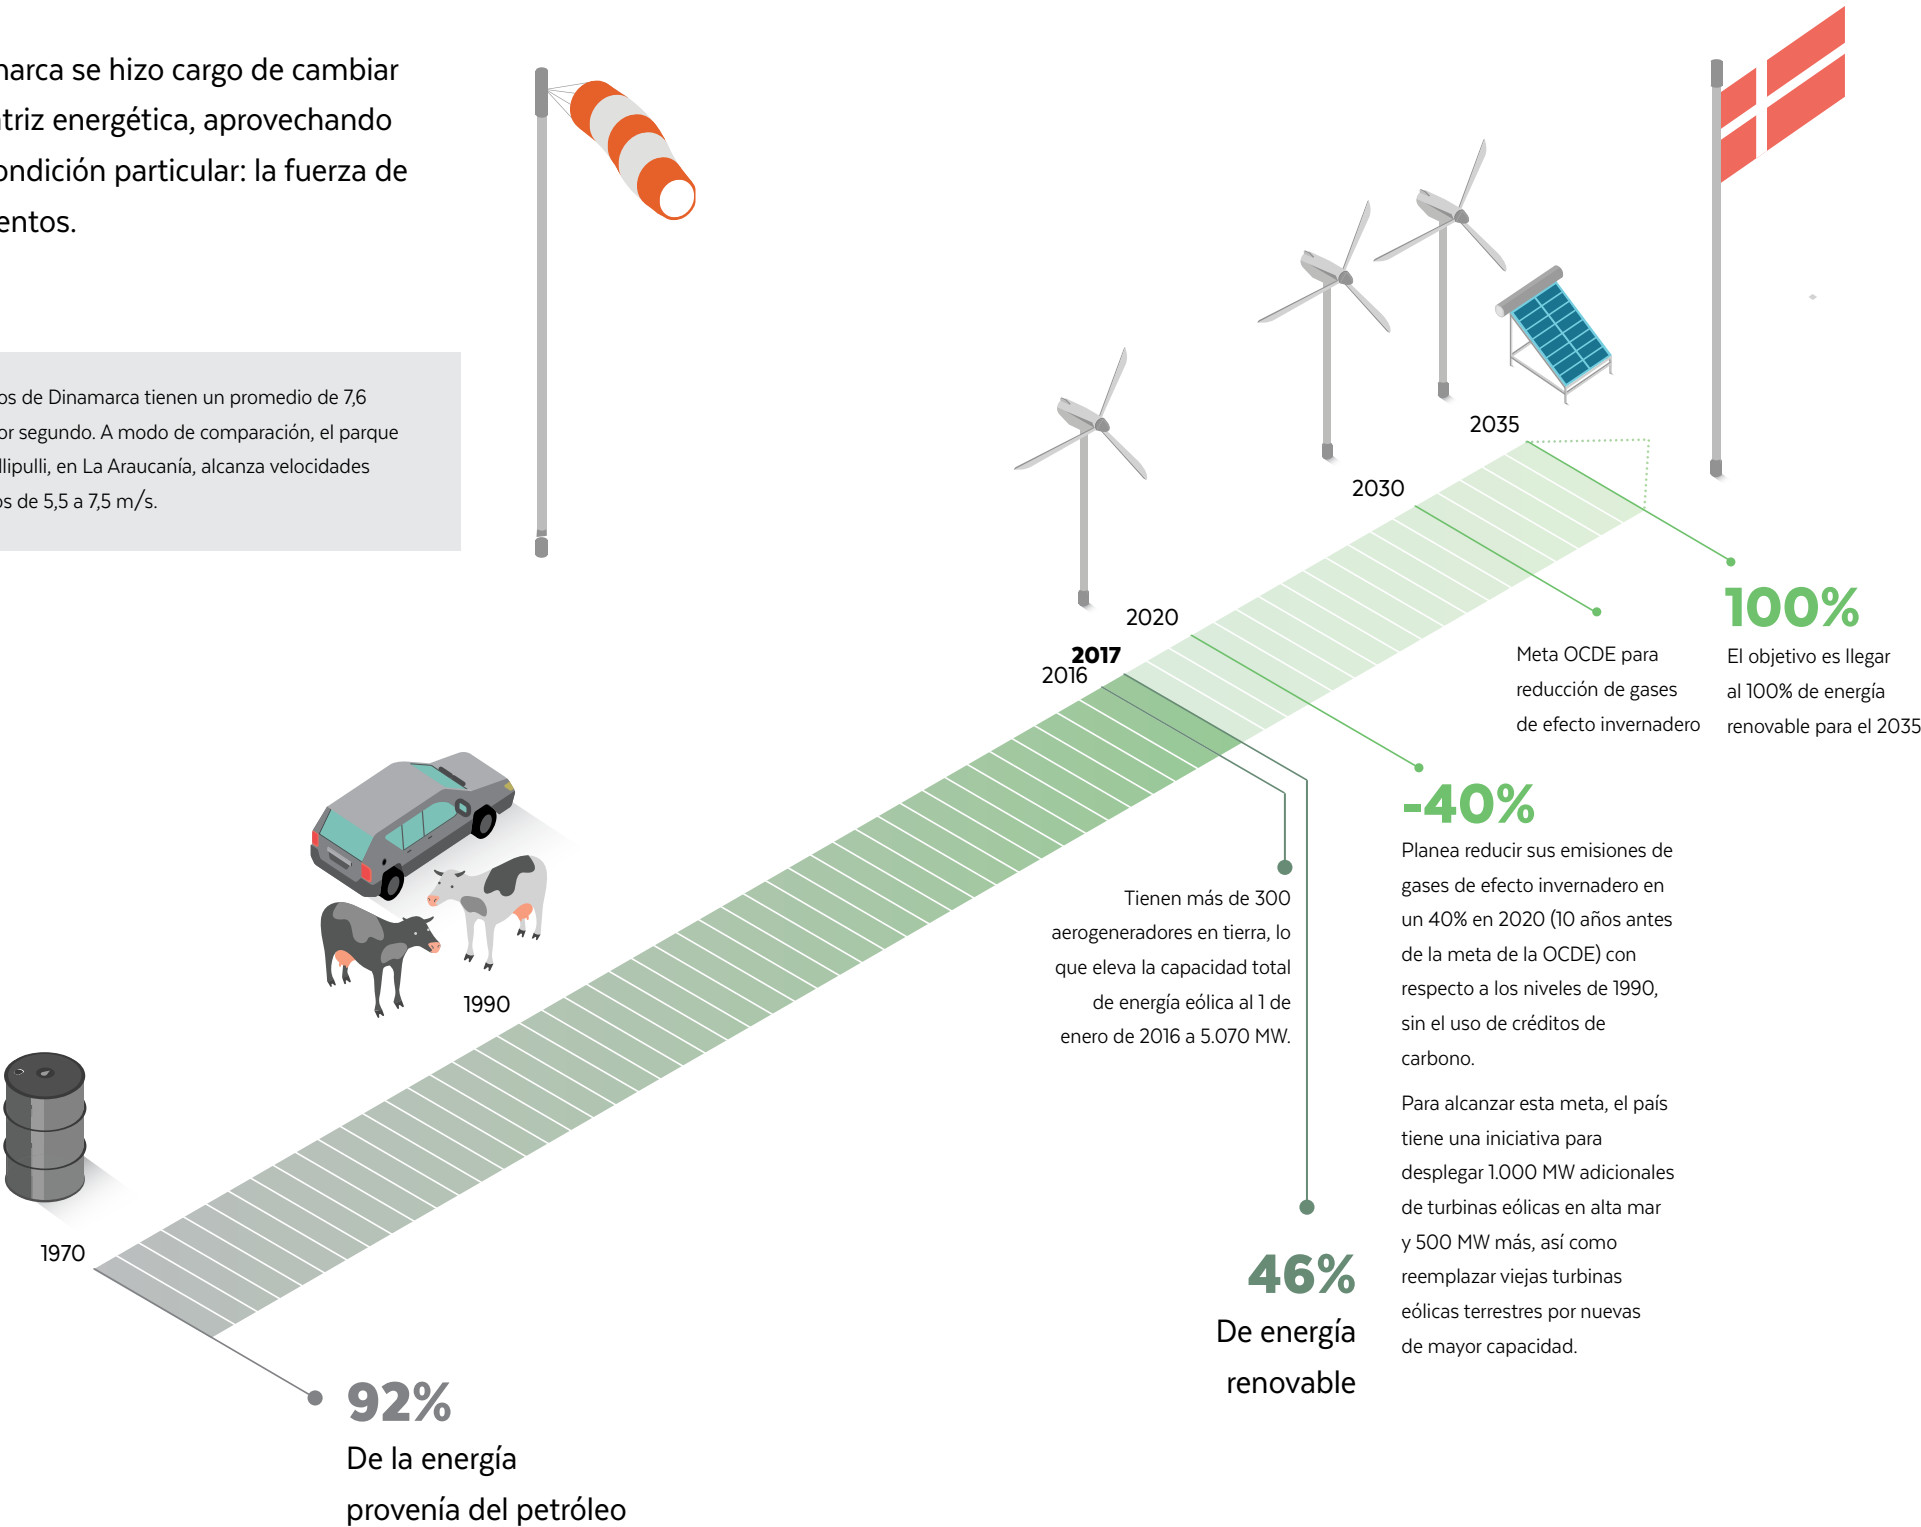 marca se hizo cargo de cambiar
atriz energética, aprovechando
ondición particular: la fuerza de
entos.
os de Dinamarca tienen un promedio de 7,6
or segundo. A modo de comparación, el parque
llipulli, en La Araucanía, alcanza velocidades
os de 5,5 a 7,5 m/s.
2035
2030
2020
2017
2016
1990
1970
100%
El objetivo es llegar
al 100% de energía
renovable para el 2035
Meta OCDE para
reducción de gases
de efecto invernadero
-40%
Planea reducir sus emisiones de
gases de efecto invernadero en
un 40% en 2020 (10 años antes
de la meta de la OCDE) con
respecto a los niveles de 1990,
sin el uso de créditos de
carbono.
Para alcanzar esta meta, el país
tiene una iniciativa para
desplegar 1.000 MW adicionales
de turbinas eólicas en alta mar
y 500 MW más, así como
reemplazar viejas turbinas
eólicas terrestres por nuevas
de mayor capacidad.
Tienen más de 300
aerogeneradores en tierra, lo
que eleva la capacidad total
de energía eólica al 1 de
enero de 2016 a 5.070 MW.
46%
De energía
renovable
92%
De la energía
provenía del petróleo